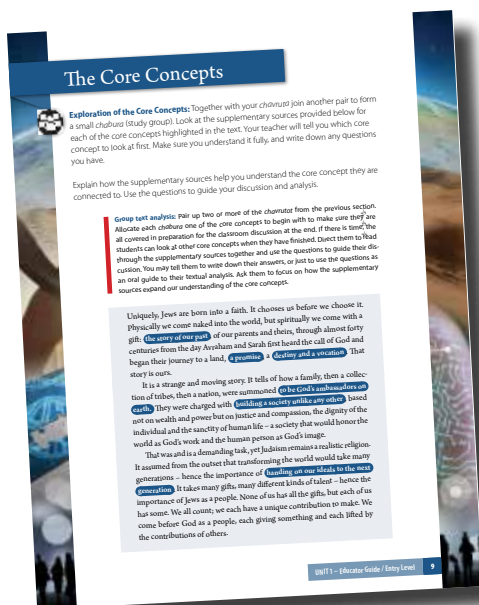 The Core Concepts
Exploration of the Core Concepts: Together with your chavruta join another pair to form
a small chabura (study group). Look at the supplementary sources provided below for
each of the core concepts highlighted in the text. Your teacher will tell you which core
concept to look at first. Make sure you understand it fully, and write down any questions
you have.
Explain how the supplementary sources help you understand the core concept they are
connected to. Use the questions to guide your discussion and analysis.
Group text analysis: Pair up two or more of the chavrutot from the previous section.
Allocate each chabura one of the core concepts to begin with to make sure they are
all covered in preparation for the classroom discussion at the end. If there is time, the
students can look at other core concepts when they have finished. Direct them to read
through the supplementary sources together and use the questions to guide their dis-
cussion. You may tell them to write down their answers, or just to use the questions as
an oral guide to their textual analysis. Ask them to focus on how the supplementary
sources expand our understanding of the core concepts.
Uniquely, Jews are born into a faith. It chooses us before we choose it.
Physically we come naked into the world, but spiritually we come with a
gift: the story of our past of our parents and theirs, through almost forty
centuries from the day Avraham and Sarah first heard the call of God and
began their journey to a land, a promise a destiny and a vocation That
story is ours.
It is a strange and moving story. It tells of how a family, then a collec-
tion of tribes, then a nation, were summoned to be God's ambassadors on
earth. They were charged with building a society unlike any other based
not on wealth and power but on justice and compassion, the dignity of the
individual and the sanctity of human life – a society that would honor the
world as God's work and the human person as God's image.
That was and is a demanding task, yet Judaism remains a realistic religion.
It assumed from the outset that transforming the world would take many
generations – hence the importance of handing on our ideals to the next
generation It takes many gifts, many different kinds of talent – hence the
importance of Jews as a people. None of us has all the gifts, but each of us
has some. We all count; we each have a unique contribution to make. We
come before God as a people, each giving something and each lifted by
the contributions of others.
UNIT 1 – Educator Guide / Entry Level 9